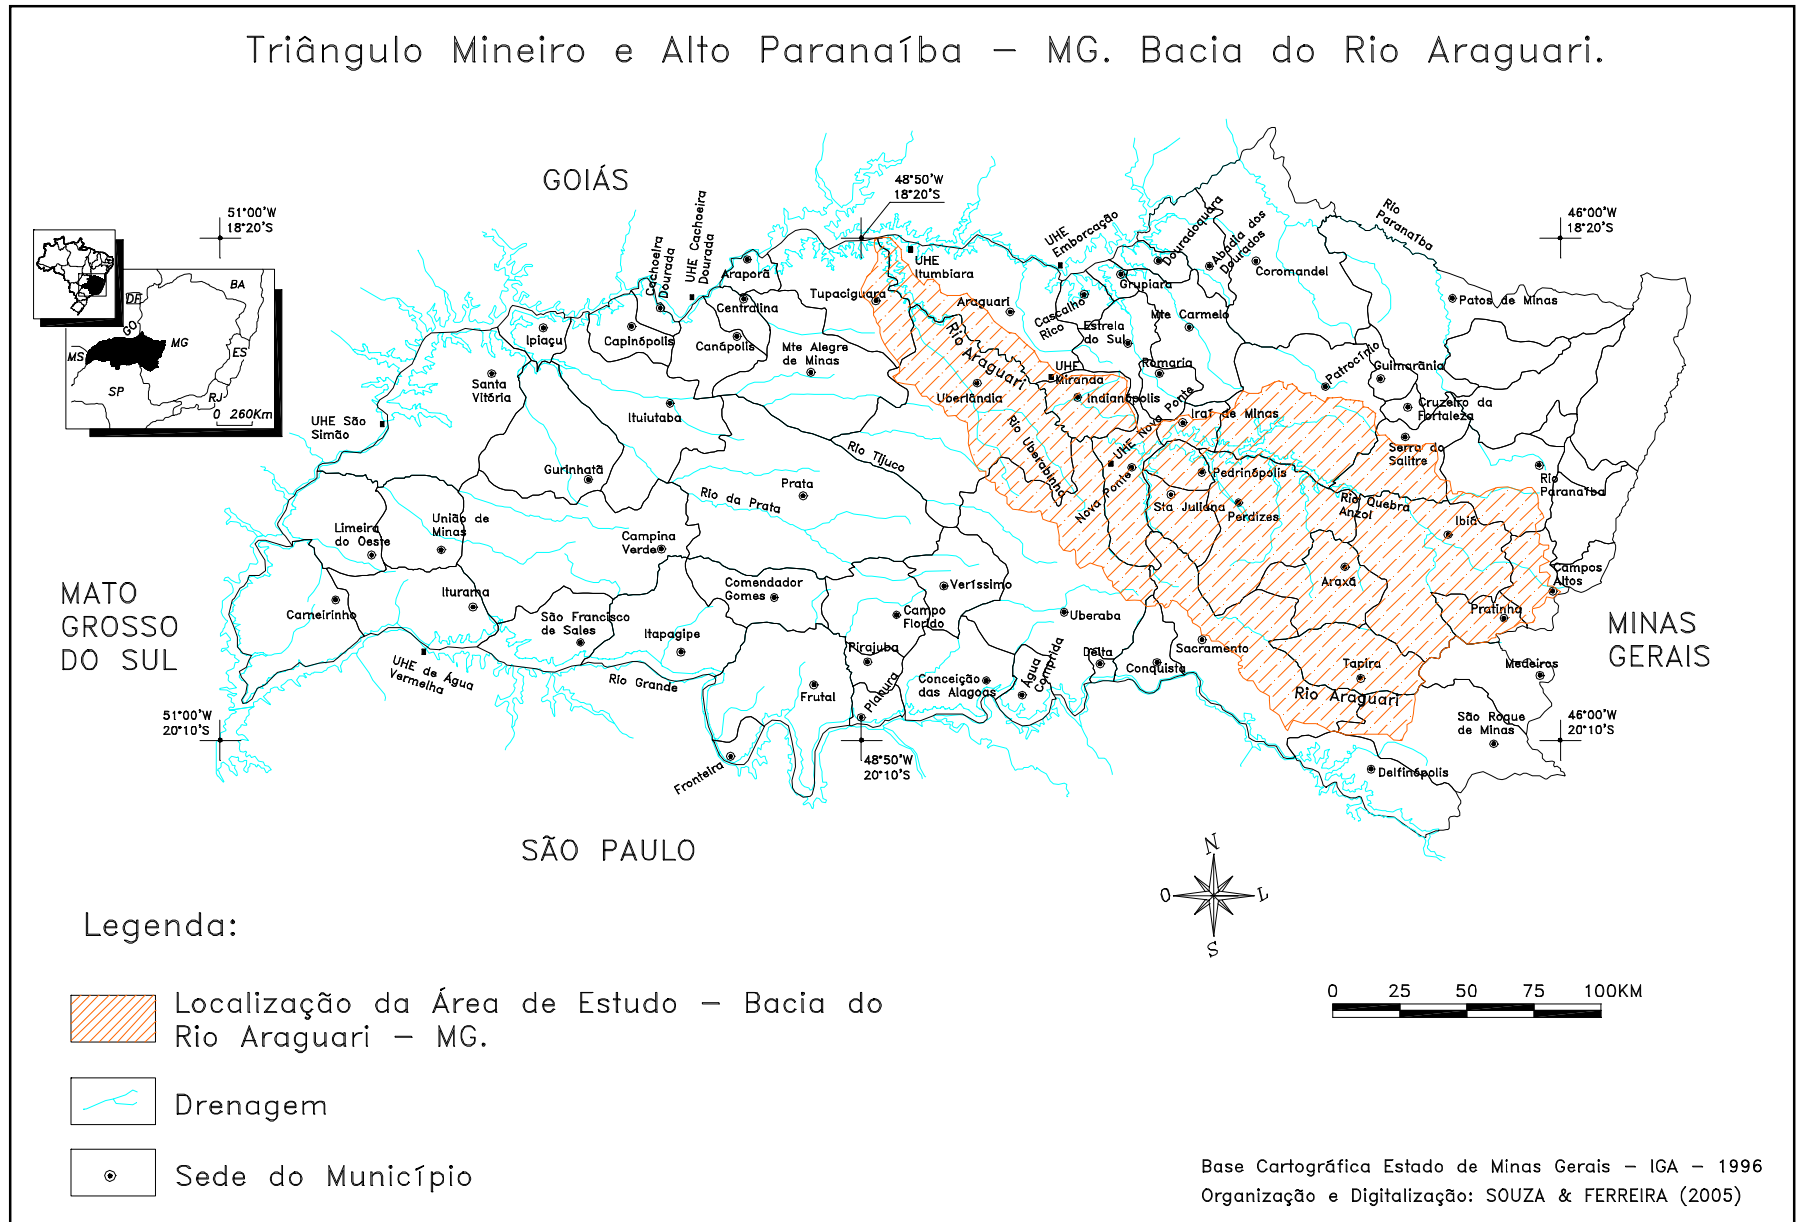 Triângulo Mineiro e Alto Paranaíba – MG. Bacia do Rio Araguari.
GOIÁS
48°50'W
18°20'S
51°00'W
18°20'S
46°00'W
18°20'S
BA
DF
GO
MG
MS
ES
SP
RJ
0 260Km
Rio
Paranaíba
UHE
Emborcação
Douradoquara
Abadia dos
Dourados
Coromandel
Cachoeira
Dourada
UHE Cachoeira
Dourada
Araporã
Centralina
Tupaciguara
UHE
Itumbiara
Araguari
Cascalho
Rico
Grupiara
Estrela
do Sul
Mte Carmelo
Patos de Minas
Ipiaçu
Capinópolis
Canápolis
Mte Alegre
de Minas
Rio Araguari
UHE
Miranda
Romaria
Patrocínio
Guimarânia
Santa
Vitória
Ituiutaba
Uberlândia
Indianópolis
UHE Nova Ponte
Iraí de Minas
Cruzeiro da
Fortaleza
UHE São
Simão
Rio Tijuco
Rio Uberabinha
Serra do
Salitre
Gurinhatã
Prata
Rio da Prata
Nova Ponte
Pedrinópolis
Sta Juliana
Perdizes
Rio Quebra
Anzol
Ibiá
Rio
Paranaíba
Limeira
do Oeste
União de
Minas
Campina
Verde
Campos
Altos
Araxá
Carneirinho
Iturama
São Francisco
de Sales
Comendador
Gomes
Veríssimo
Campo
Florido
Uberaba
Pratinha
MATO
GROSSO
DO SUL
MINAS
GERAIS
Itapagipe
Pirajuba
Delta
Conquista
Sacramento
Tapira
Medeiros
UHE de Água
Vermelha
Rio Grande
Frutal
Planura
Conceição
das Alagoas
Água
Comprida
Rio Araguari
São Roque
de Minas
51°00'W
20°10'S
46°00'W
20°10'S
48°50'W
20°10'S
Fronteira
Delfinópolis
SÃO PAULO
N
O L
S
Legenda:
Localização da Área de Estudo – Bacia do
Rio Araguari – MG.
Drenagem
Sede do Município
0 25 50 75 100KM
Base Cartográfica Estado de Minas Gerais – IGA – 1996
Organização e Digitalização: SOUZA & FERREIRA (2005)